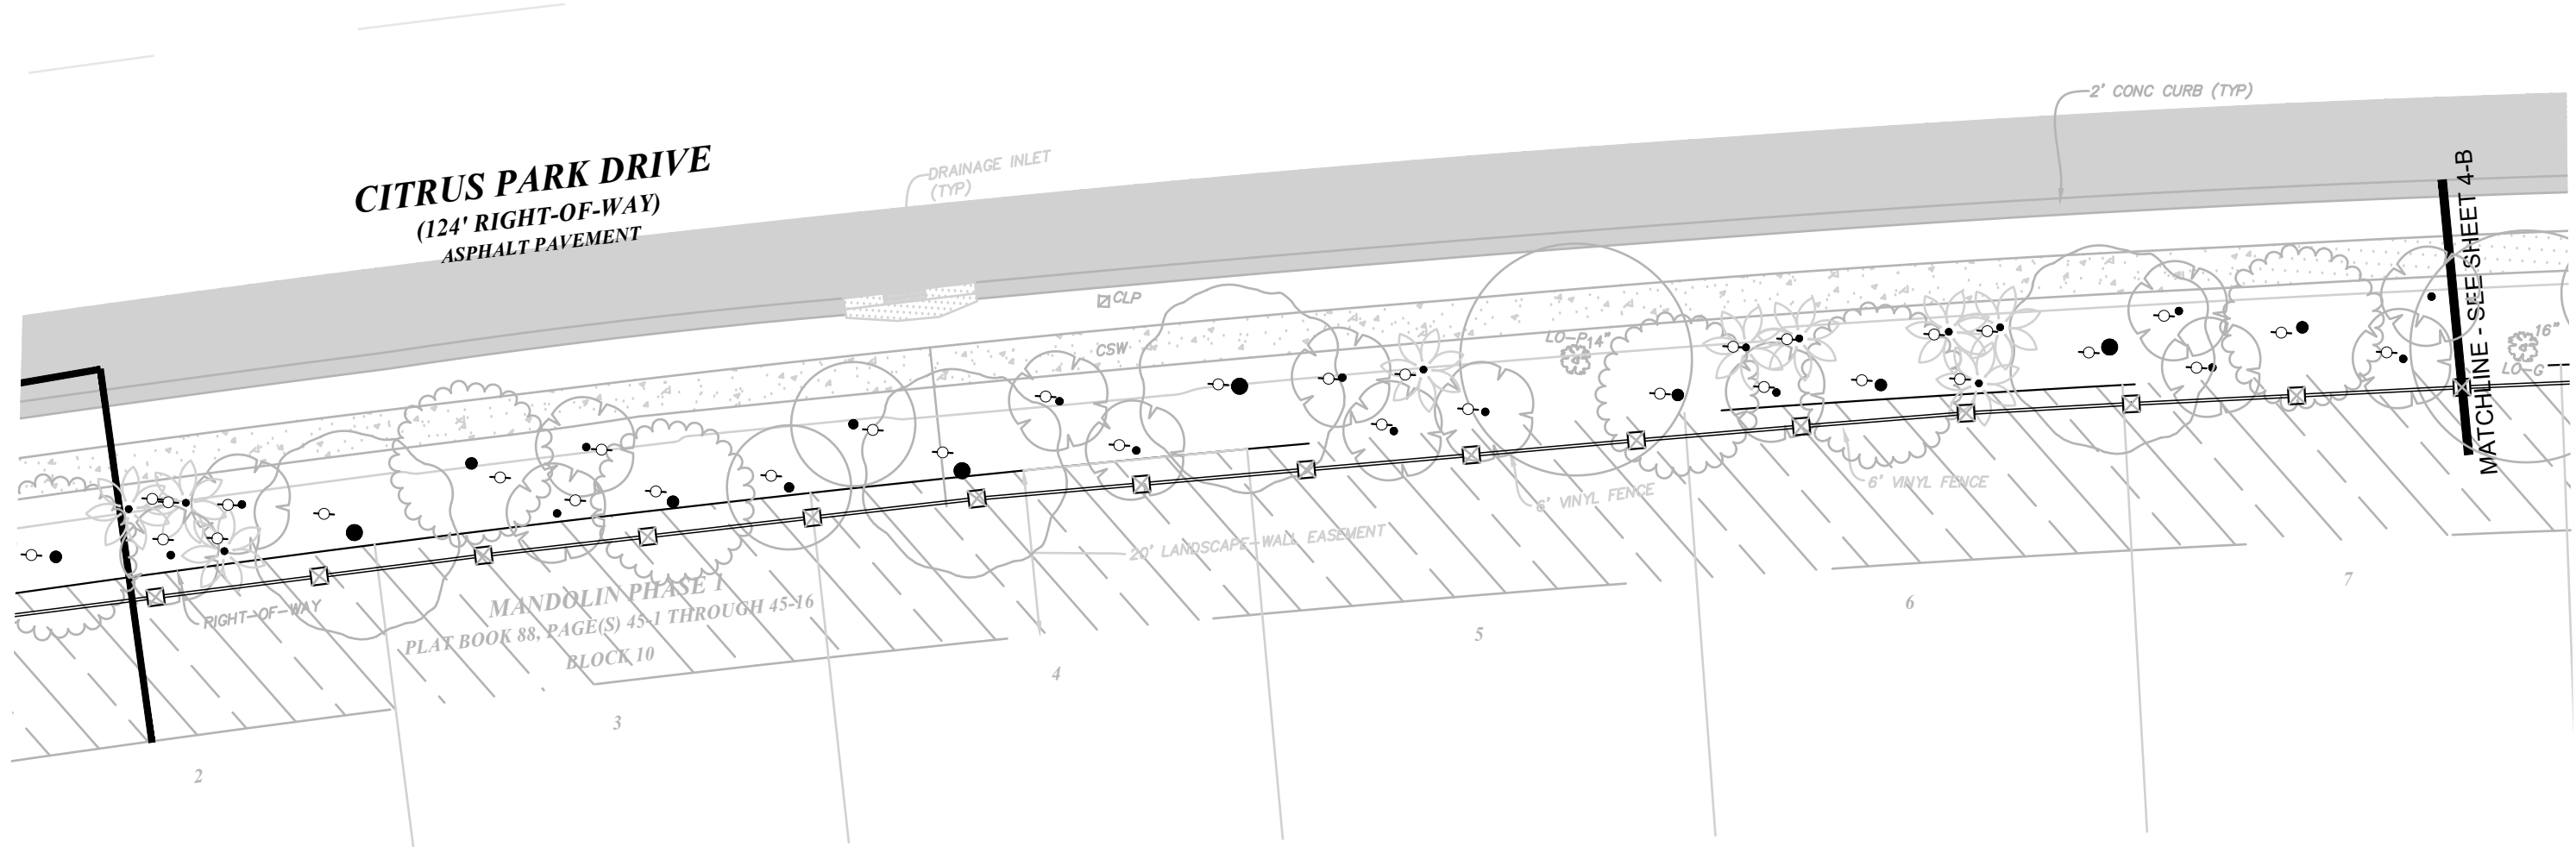 2' CONC CURB (TYP)
CITRUS PARK DRIVE
(124' RIGHT-OF-WAY)
ASPHALT PAVEMENT
DRAINAGE INLET
(TYP)
MATCHLINE - SEE SHEET 4-B
CLP
CSW
LO-P14"
16"
LO-G
6' VINYL FENCE
6' VINYL FENCE
20' LANDSCAPE-WALL EASEMENT
RIGHT-OF-WAY
MANDOLIN PHASE I
PLAT BOOK 88, PAGE(S) 45-1 THROUGH 45-16
BLOCK 10
2
3
4
5
6
7